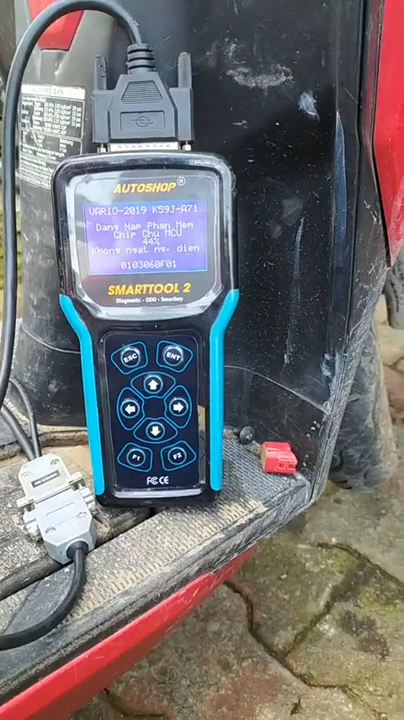 AUTOSHOP®
VARIO-2019 K59J-A71
Dang Nap Phan Mem
Chip Chu MCU
44%
Khong ngat ng. dien
0103060F01
SMARTTOOL 2
Diagnostic - ODO - Smartkey
ESC
ENT
F1
F2
FC CE